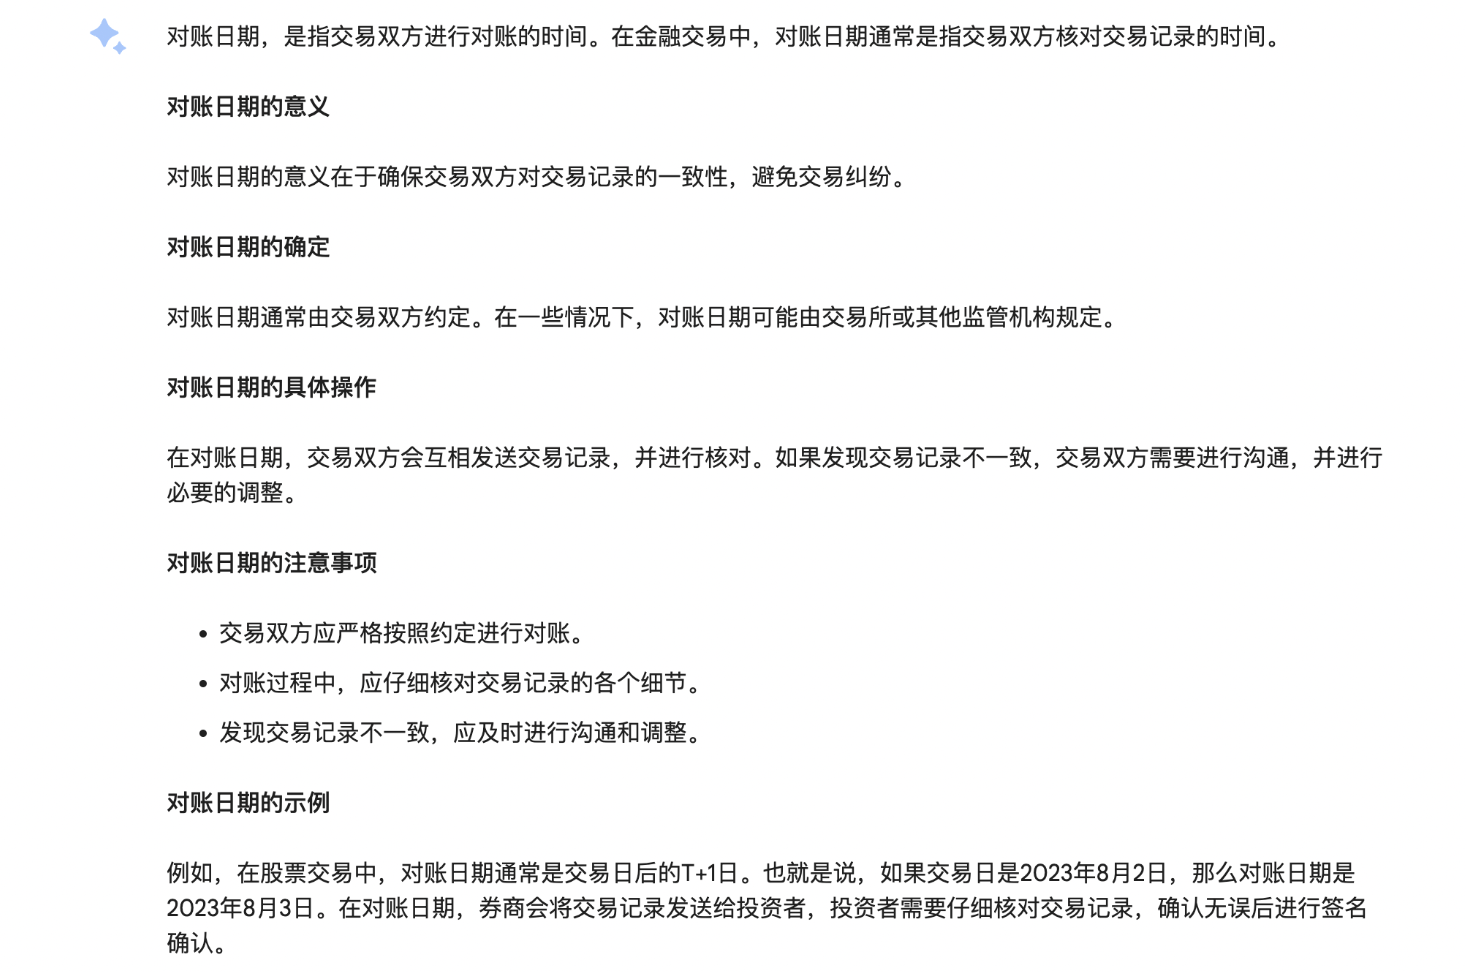 对账日期，是指交易双方进行对账的时间。在金融交易中，对账日期通常是指交易双方核对交易记录的时间。
对账日期的意义
对账日期的意义在于确保交易双方对交易记录的一致性，避免交易纠纷。
对账日期的确定
对账日期通常由交易双方约定。在一些情况下，对账日期可能由交易所或其他监管机构规定。
对账日期的具体操作
在对账日期，交易双方会互相发送交易记录，并进行核对。如果发现交易记录不一致，交易双方需要进行沟通，并进行
必要的调整。
对账日期的注意事项
• 交易双方应严格按照约定进行对账。
• 对账过程中，应仔细核对交易记录的各个细节。
• 发现交易记录不一致，应及时进行沟通和调整。
对账日期的示例
例如，在股票交易中，对账日期通常是交易日后的T+1日。也就是说，如果交易日是2023年8月2日，那么对账日期是
2023年8月3日。在对账日期，券商会将交易记录发送给投资者，投资者需要仔细核对交易记录，确认无误后进行签名
确认。